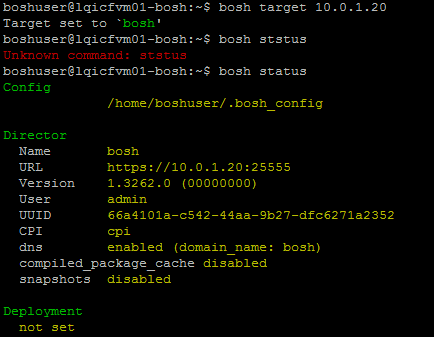 boshuser@lqicfvm01-bosh:~$ bosh target 10.0.1.20
Target set to `bosh'
boshuser@lqicfvm01-bosh:~$ bosh ststus
Unknown command: ststus
boshuser@lqicfvm01-bosh:~$ bosh status
Config
/home/boshuser/.bosh_config
Director
Name bosh
URL https://10.0.1.20:25555
Version 1.3262.0 (00000000)
User admin
UUID 66a4101a-c542-44aa-9b27-dfc6271a2352
CPI cpi
dns enabled (domain_name: bosh)
compiled_package_cache disabled
snapshots disabled
Deployment
not set